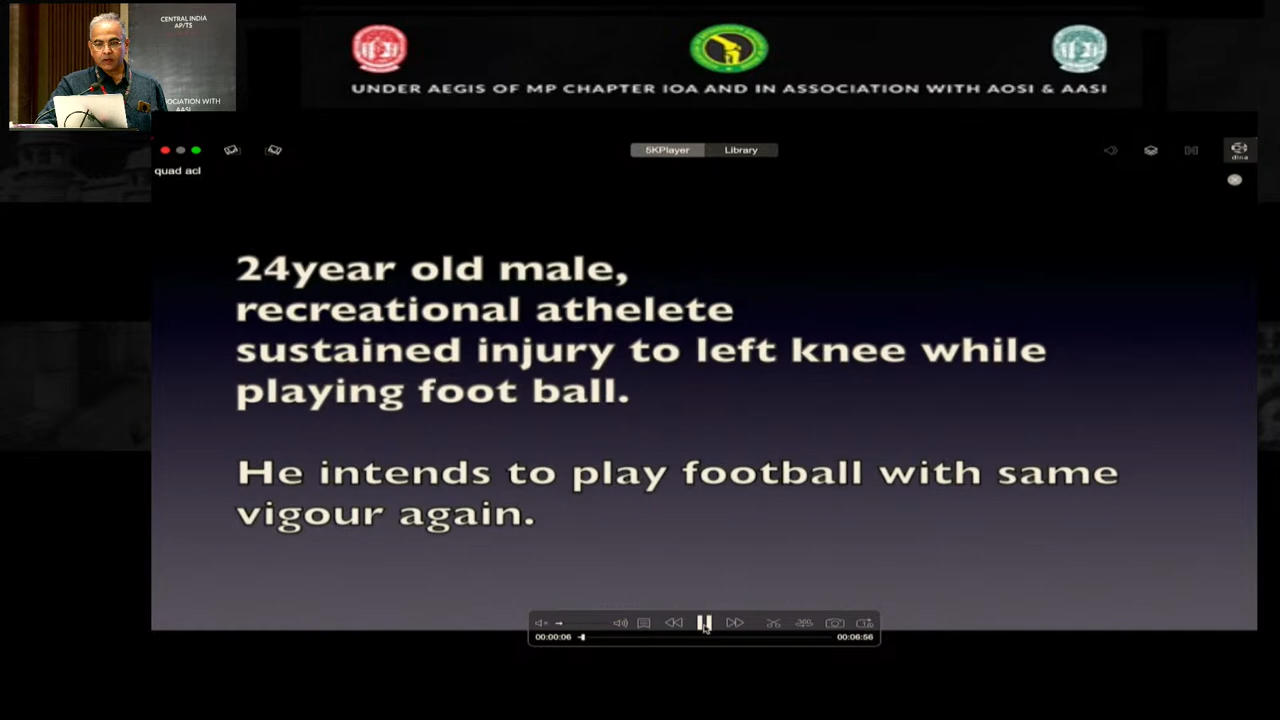 CENTRAL INDIA
AP/TS
OCIATION WITH
AASI
UNDER AEGIS OF MP CHAPTER IOA AND IN ASSOCIATION WITH AOSI & AASI
5KPlayer
Library
dlna
quad acl
24year old male,
recreational athelete
sustained injury to left knee while
playing foot ball.
He intends to play football with same
vigour again.
00:00:06
00:06:56